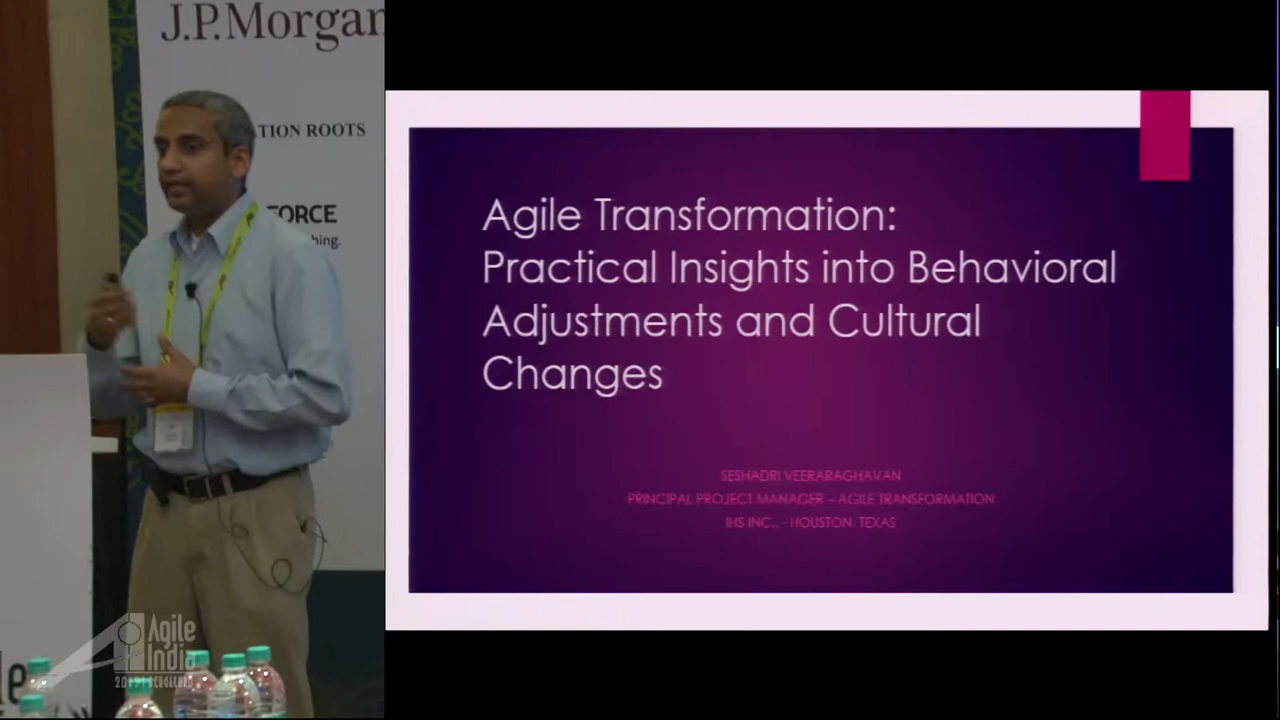 J.P.Morgan
TION ROOTS
FORCE
hing.
Agile Transformation:
Practical Insights into Behavioral
Adjustments and Cultural
Changes
SESHADRI VEERARAGHAVAN
PRINCIPAL PROJECT MANAGER – AGILE TRANSFORMATION
IHS INC., - HOUSTON, TEXAS
Agile
India